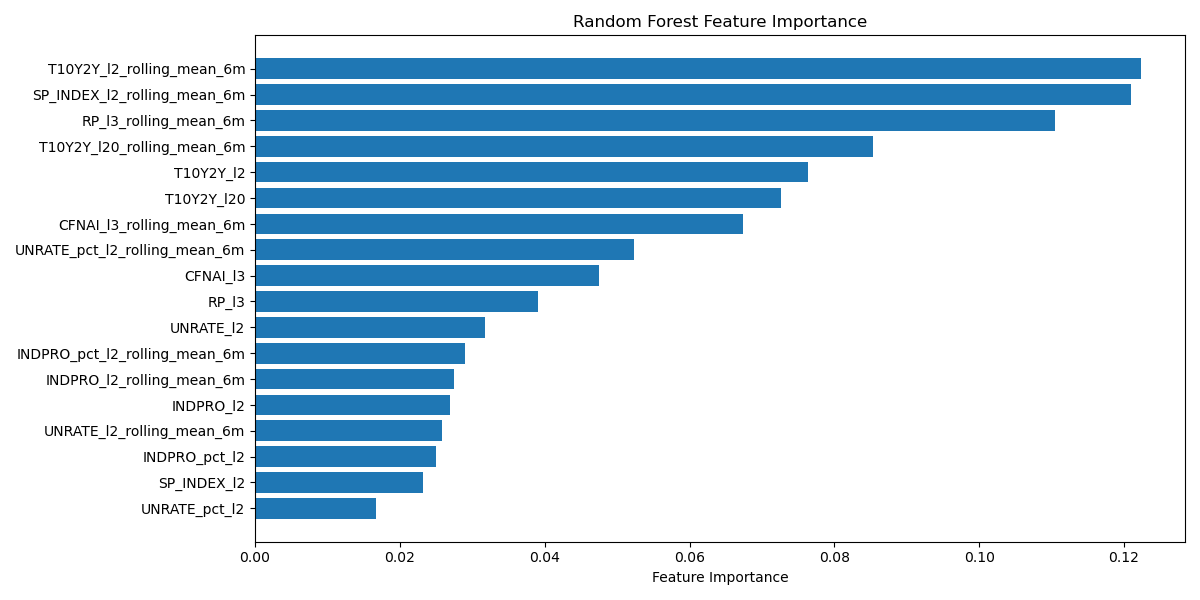 Random Forest Feature Importance
T10Y2Y_l2_rolling_mean_6m
SP_INDEX_l2_rolling_mean_6m
RP_l3_rolling_mean_6m
T10Y2Y_l20_rolling_mean_6m
T10Y2Y_l2
T10Y2Y_l20
CFNAI_l3_rolling_mean_6m
UNRATE_pct_l2_rolling_mean_6m
CFNAI_l3
RP_l3
UNRATE_l2
INDPRO_pct_l2_rolling_mean_6m
INDPRO_l2_rolling_mean_6m
INDPRO_l2
UNRATE_l2_rolling_mean_6m
INDPRO_pct_l2
SP_INDEX_l2
UNRATE_pct_l2
0.00 0.02 0.04 0.06 0.08 0.10 0.12
Feature Importance